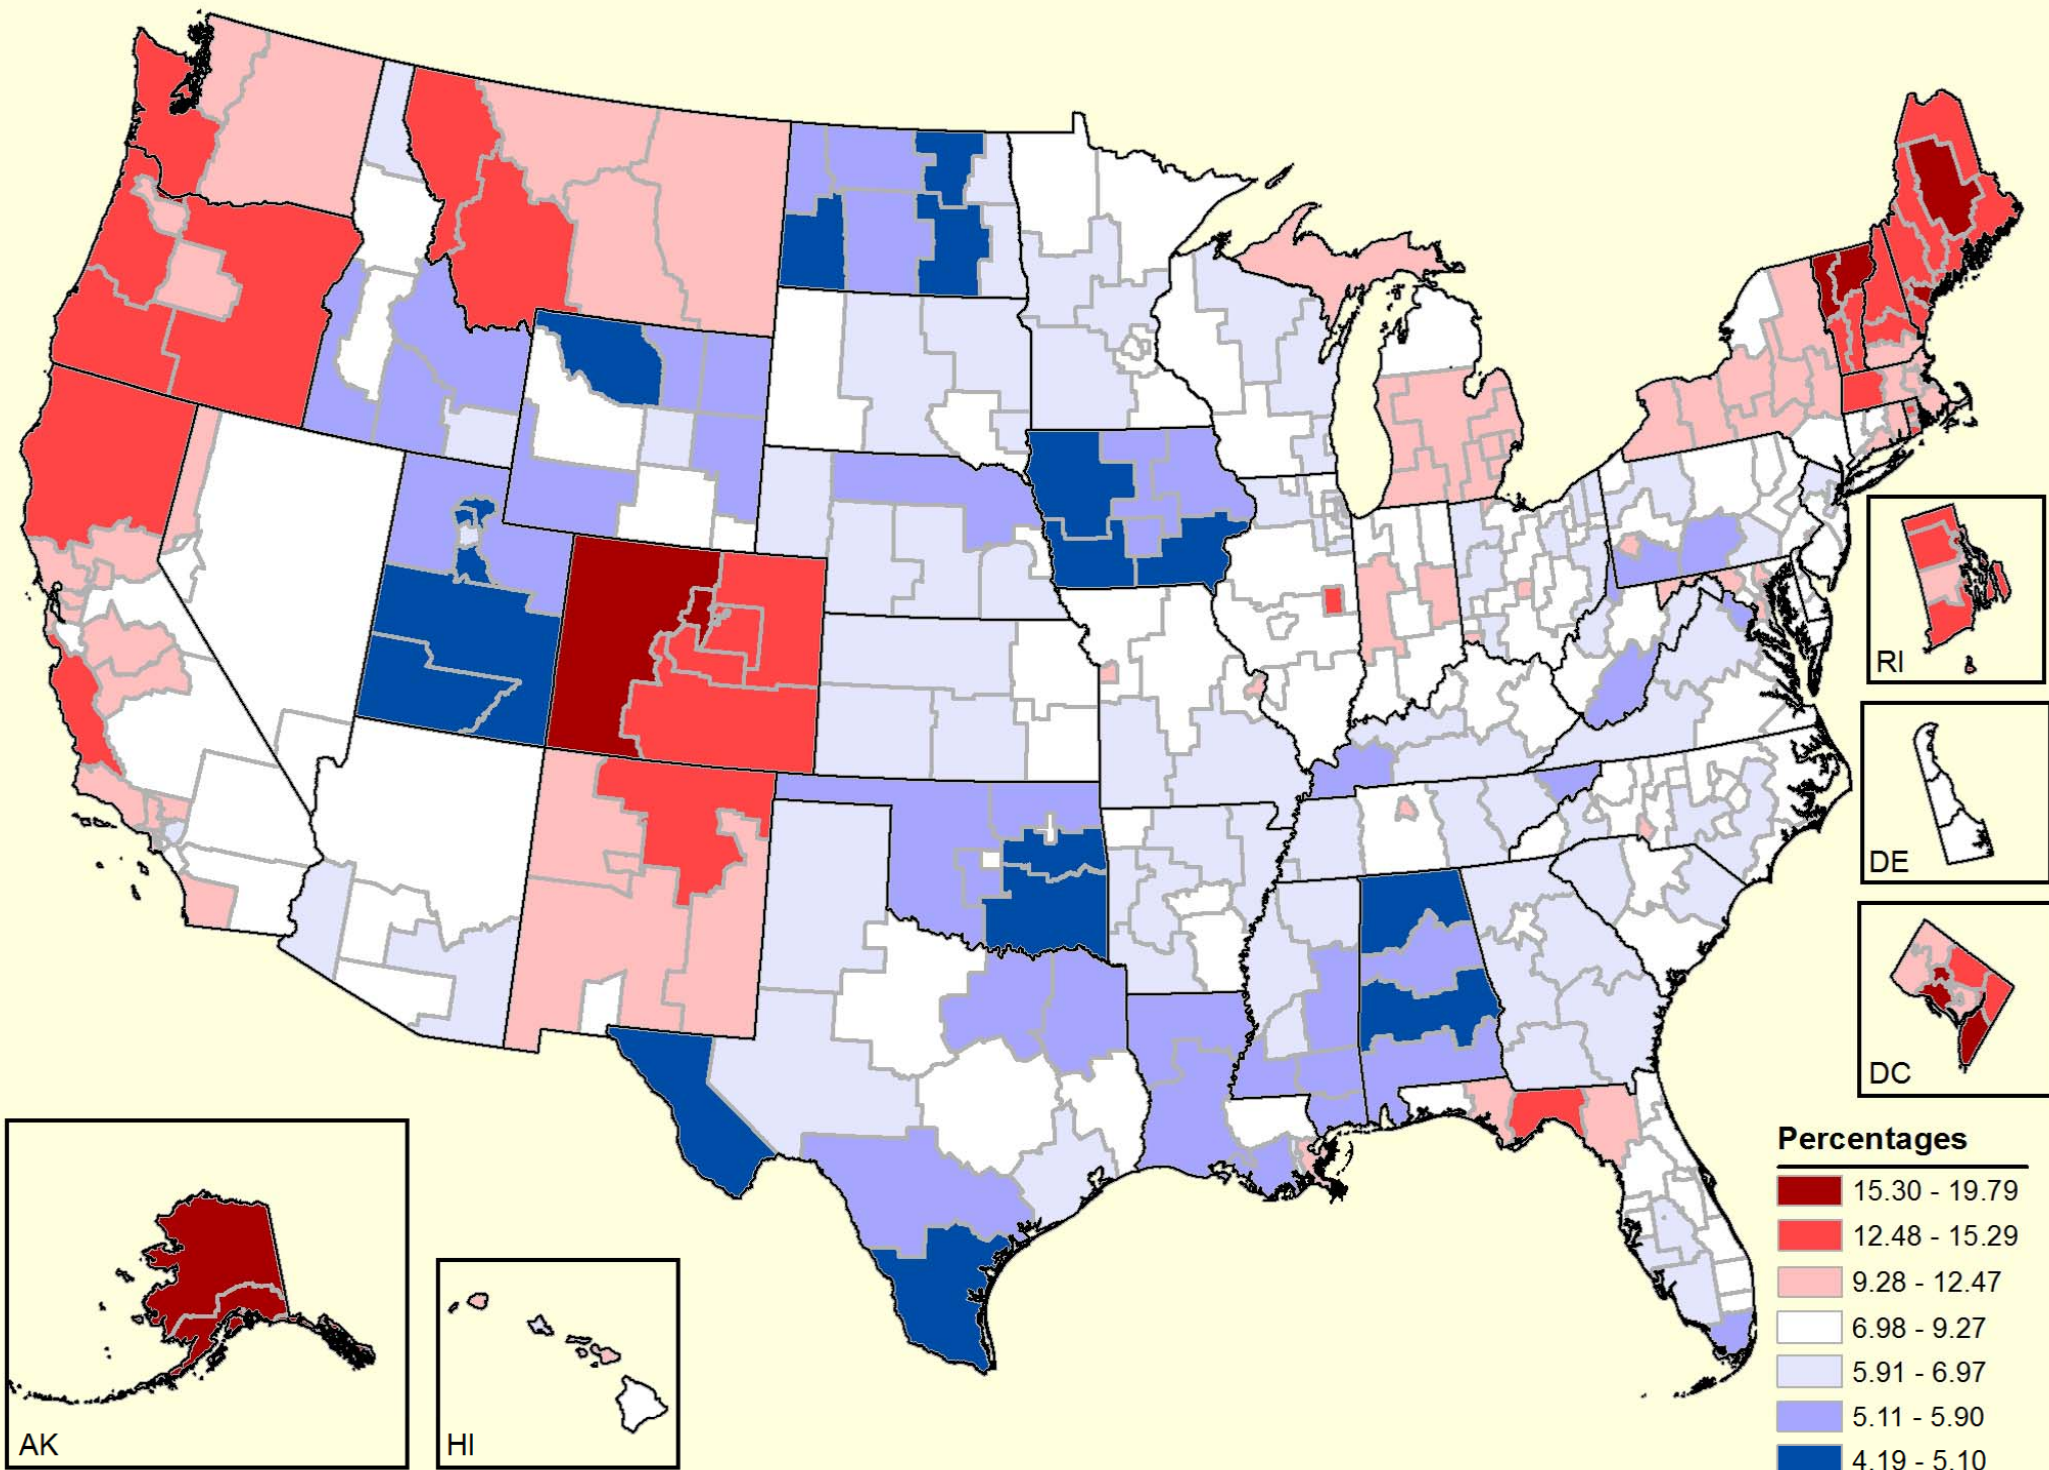 RI
DE
DC
AK
HI
Percentages
15.30 - 19.79
12.48 - 15.29
9.28 - 12.47
6.98 - 9.27
5.91 - 6.97
5.11 - 5.90
4.19 - 5.10